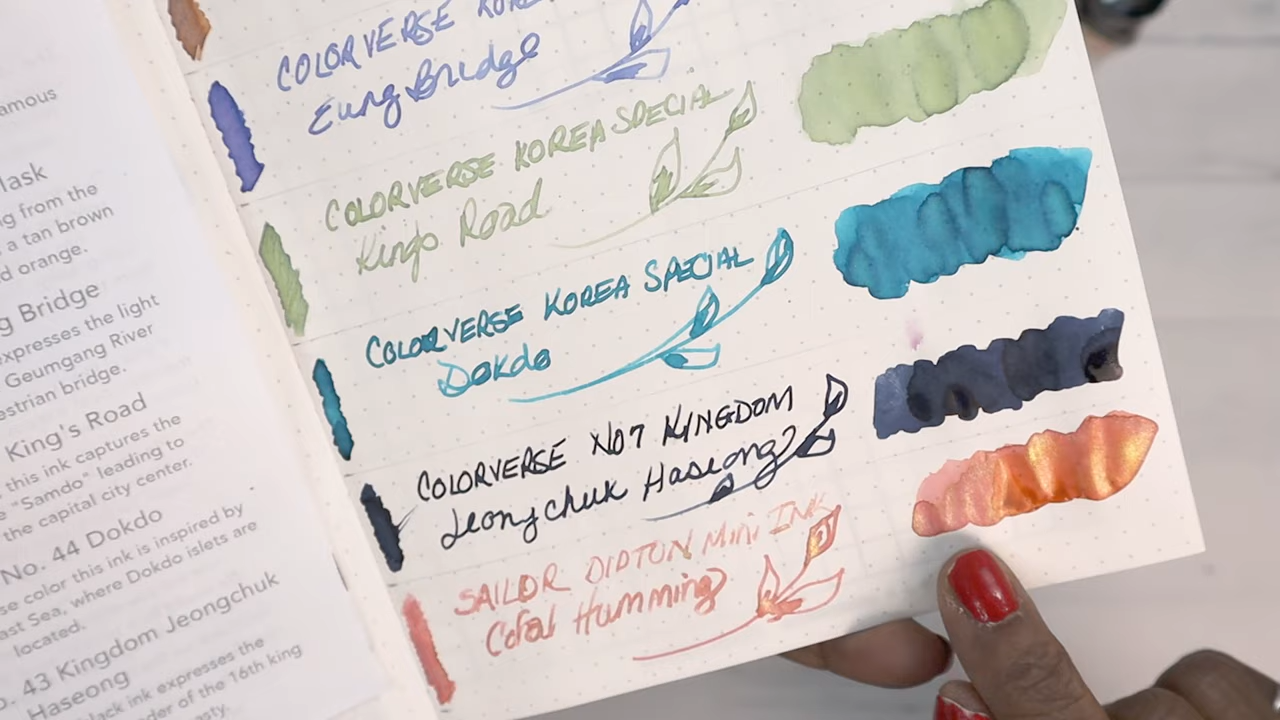 amous
lask
ng from the
a tan brown
d orange.
g Bridge
expresses the light
Geumgang River
estrian bridge.
King's Road
this ink captures the
"Samdo" leading to
the capital city center.
No. 44 Dokdo
se color this ink is inspired by
ast Sea, where Dokdo islets are
located.
43 Kingdom Jeongchuk
Haseong
lack ink expresses the
der of the 16th king
asty.
COLORVERSE KOREA
Eung Bridge
COLORVERSE KOREA SPECIAL
Kings Road
COLORVERSE KOREA SPECIAL
Dokdo
COLORVERSE NO7 KINGDOM
Jeongchuk Haseong
SAILOR DIPTON MINI INK
Coral Humming